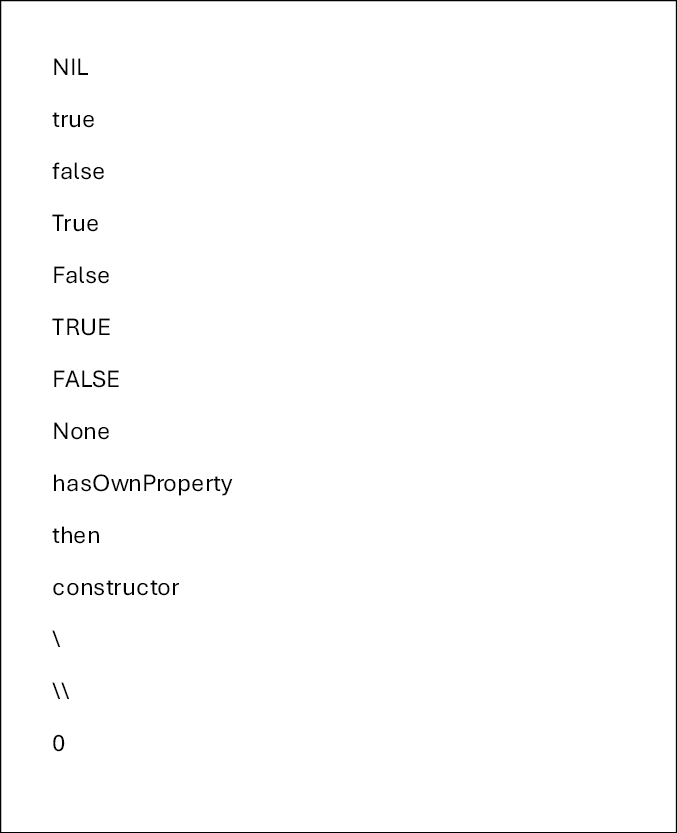 NIL
true
false
True
False
TRUE
FALSE
None
hasOwnProperty
then
constructor
\
\\
0